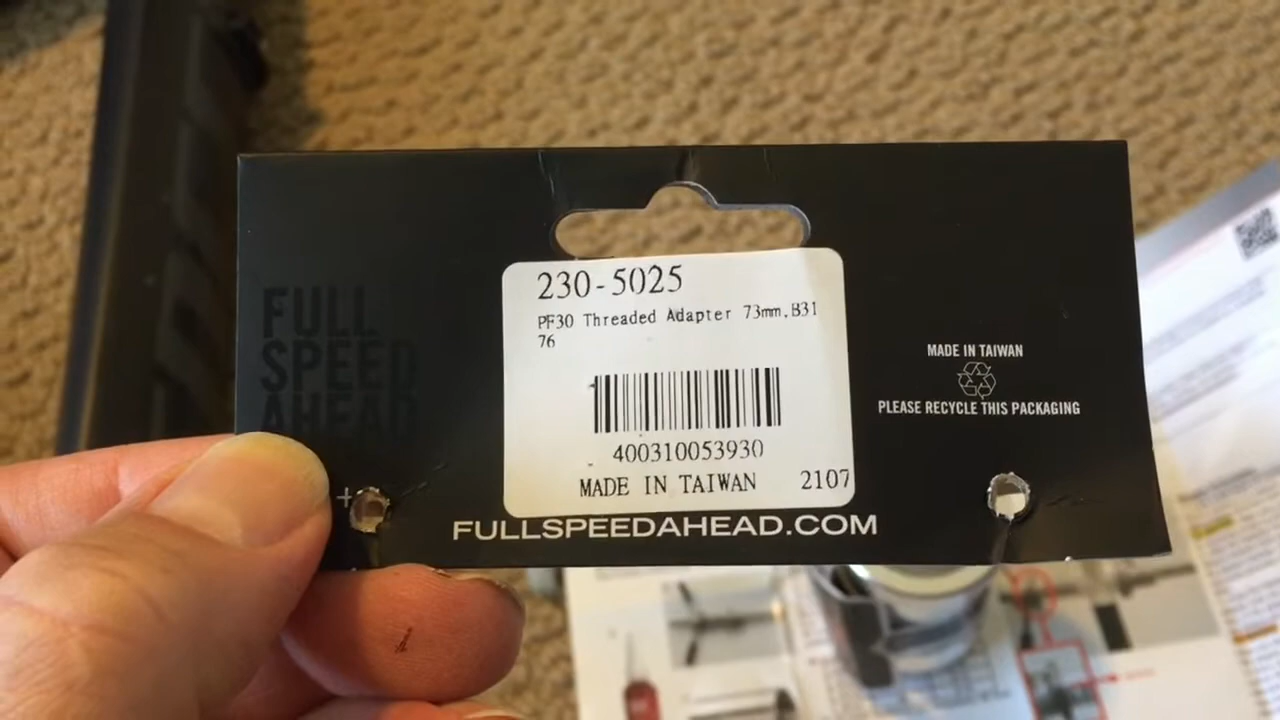 230-5025
PF30 Threaded Adapter 73mm.B31
76
400310053930
MADE IN TAIWAN 2107
FULL
SPEED
AHEAD
MADE IN TAIWAN
PLEASE RECYCLE THIS PACKAGING
FULLSPEEDAHEAD.COM